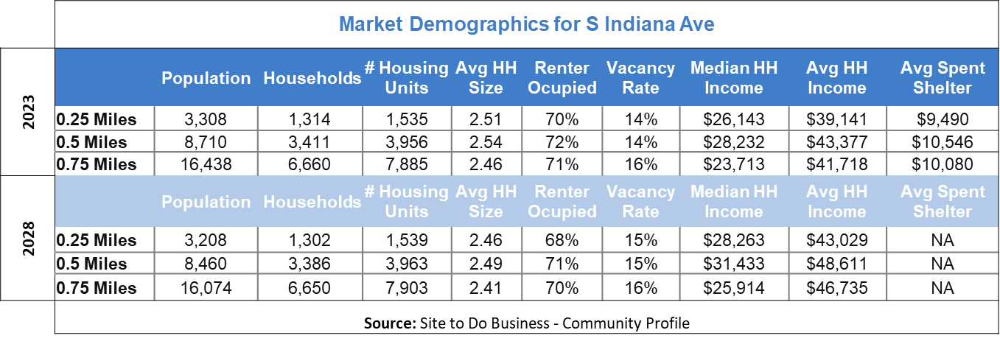 Market Demographics for S Indiana Ave
2023
Population Households # Housing Units Avg HH Size Renter Ocupied Vacancy Rate Median HH Income Avg HH Income Avg Spent Shelter
0.25 Miles 3,308 1,314 1,535 2.51 70% 14% $26,143 $39,141 $9,490
0.5 Miles 8,710 3,411 3,956 2.54 72% 14% $28,232 $43,377 $10,546
0.75 Miles 16,438 6,660 7,885 2.46 71% 16% $23,713 $41,718 $10,080
2028
Population Households # Housing Units Avg HH Size Renter Ocupied Vacancy Rate Median HH Income Avg HH Income Avg Spent Shelter
0.25 Miles 3,208 1,302 1,539 2.46 68% 15% $28,263 $43,029 NA
0.5 Miles 8,460 3,386 3,963 2.49 71% 15% $31,433 $48,611 NA
0.75 Miles 16,074 6,650 7,903 2.41 70% 16% $25,914 $46,735 NA
Source: Site to Do Business - Community Profile